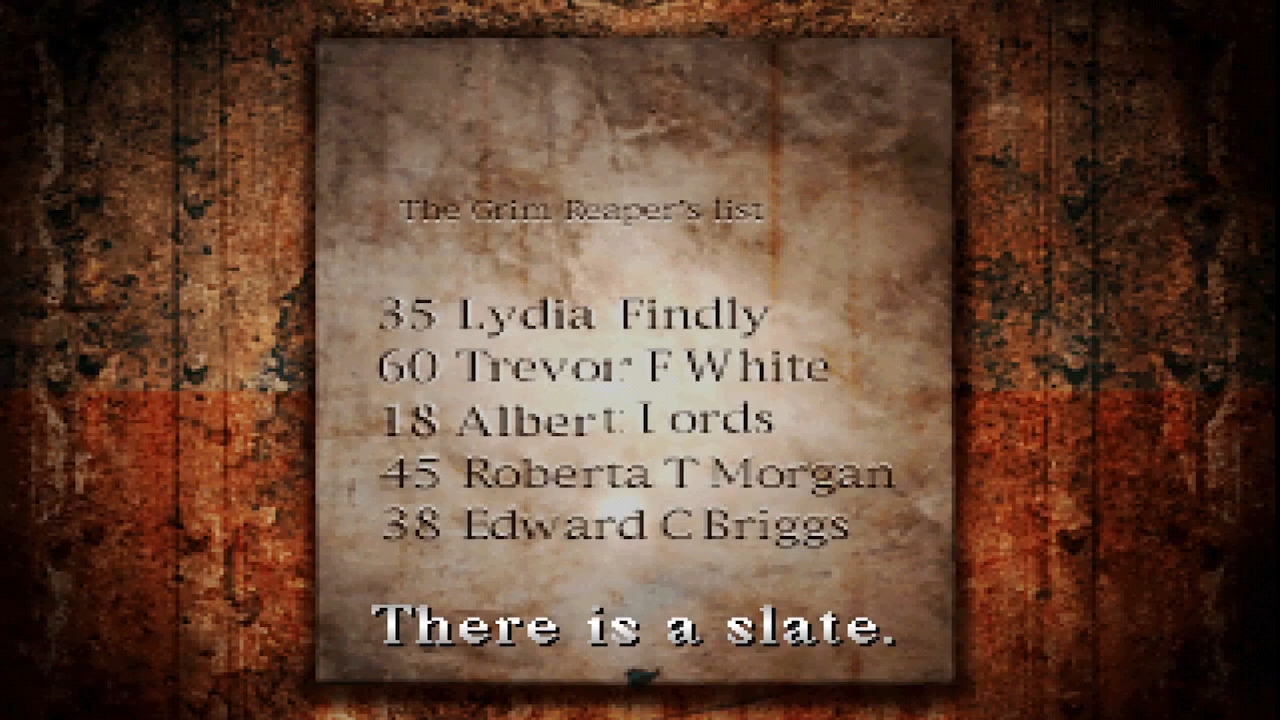 The Grim Reaper's list
35 Lydia Findly
60 Trevor F White
18 Albert Lords
45 Roberta T Morgan
38 Edward C Briggs
There is a slate.